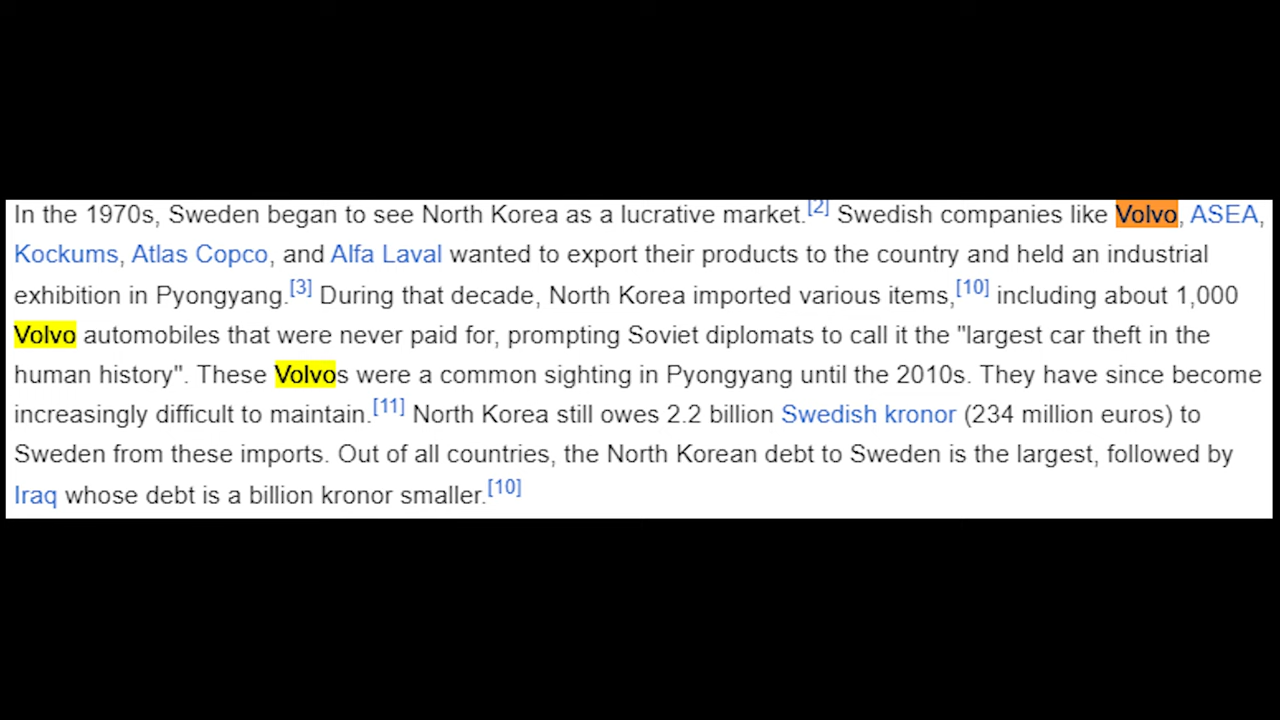 In the 1970s, Sweden began to see North Korea as a lucrative market.[2] Swedish companies like Volvo, ASEA,
Kockums, Atlas Copco, and Alfa Laval wanted to export their products to the country and held an industrial
exhibition in Pyongyang.[3] During that decade, North Korea imported various items,[10] including about 1,000
Volvo automobiles that were never paid for, prompting Soviet diplomats to call it the "largest car theft in the
human history". These Volvos were a common sighting in Pyongyang until the 2010s. They have since become
increasingly difficult to maintain.[11] North Korea still owes 2.2 billion Swedish kronor (234 million euros) to
Sweden from these imports. Out of all countries, the North Korean debt to Sweden is the largest, followed by
Iraq whose debt is a billion kronor smaller.[10]